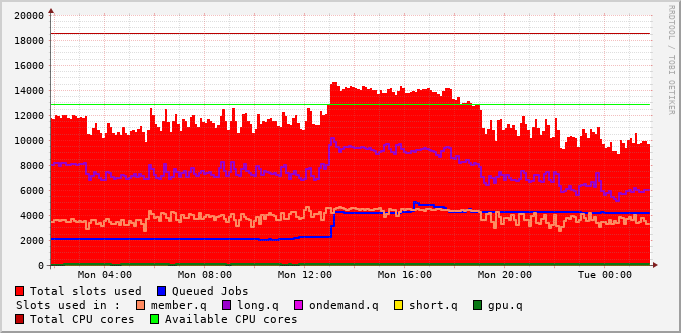 RRDTOOL / TOBI OETIKER
20000
18000
16000
14000
12000
10000
8000
6000
4000
2000
0
Mon 04:00 Mon 08:00 Mon 12:00 Mon 16:00 Mon 20:00 Tue 00:00
Total slots used Queued Jobs
Slots used in : member.q long.q ondemand.q short.q gpu.q
Total CPU cores Available CPU cores